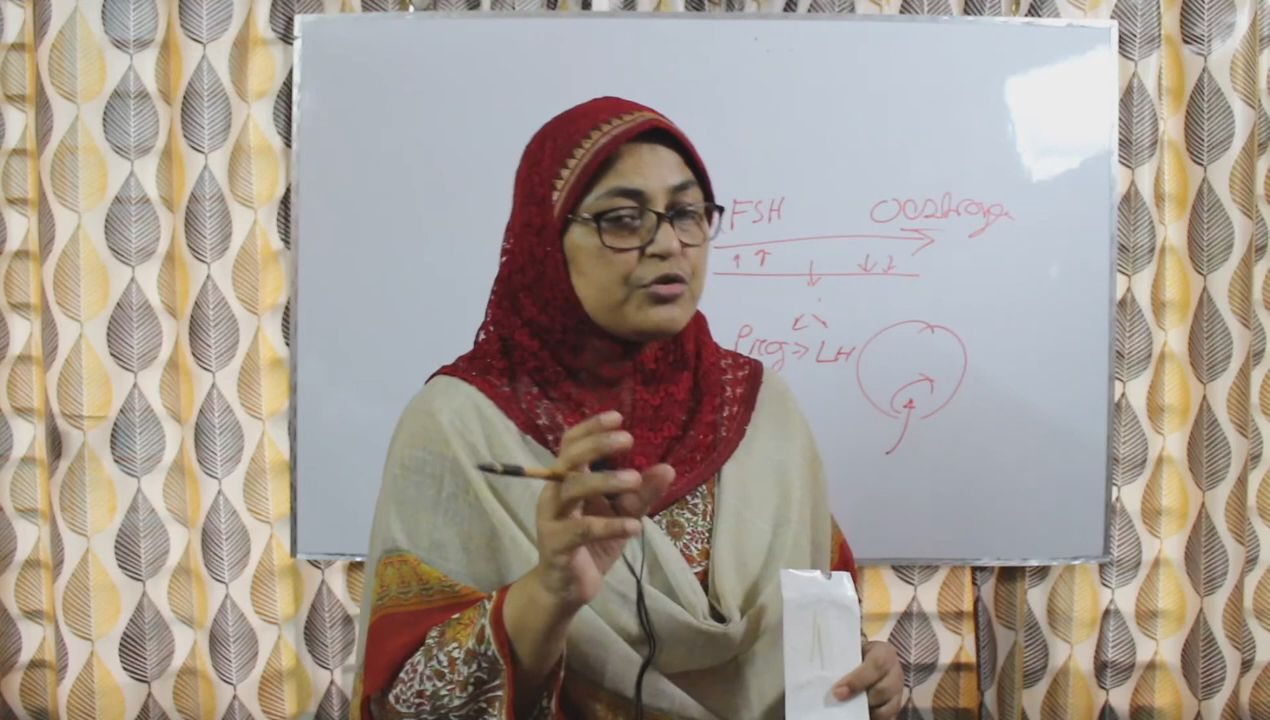 FSH Oestrogen
↑ ↑ ↓ ↓ ↓
Prog > LH